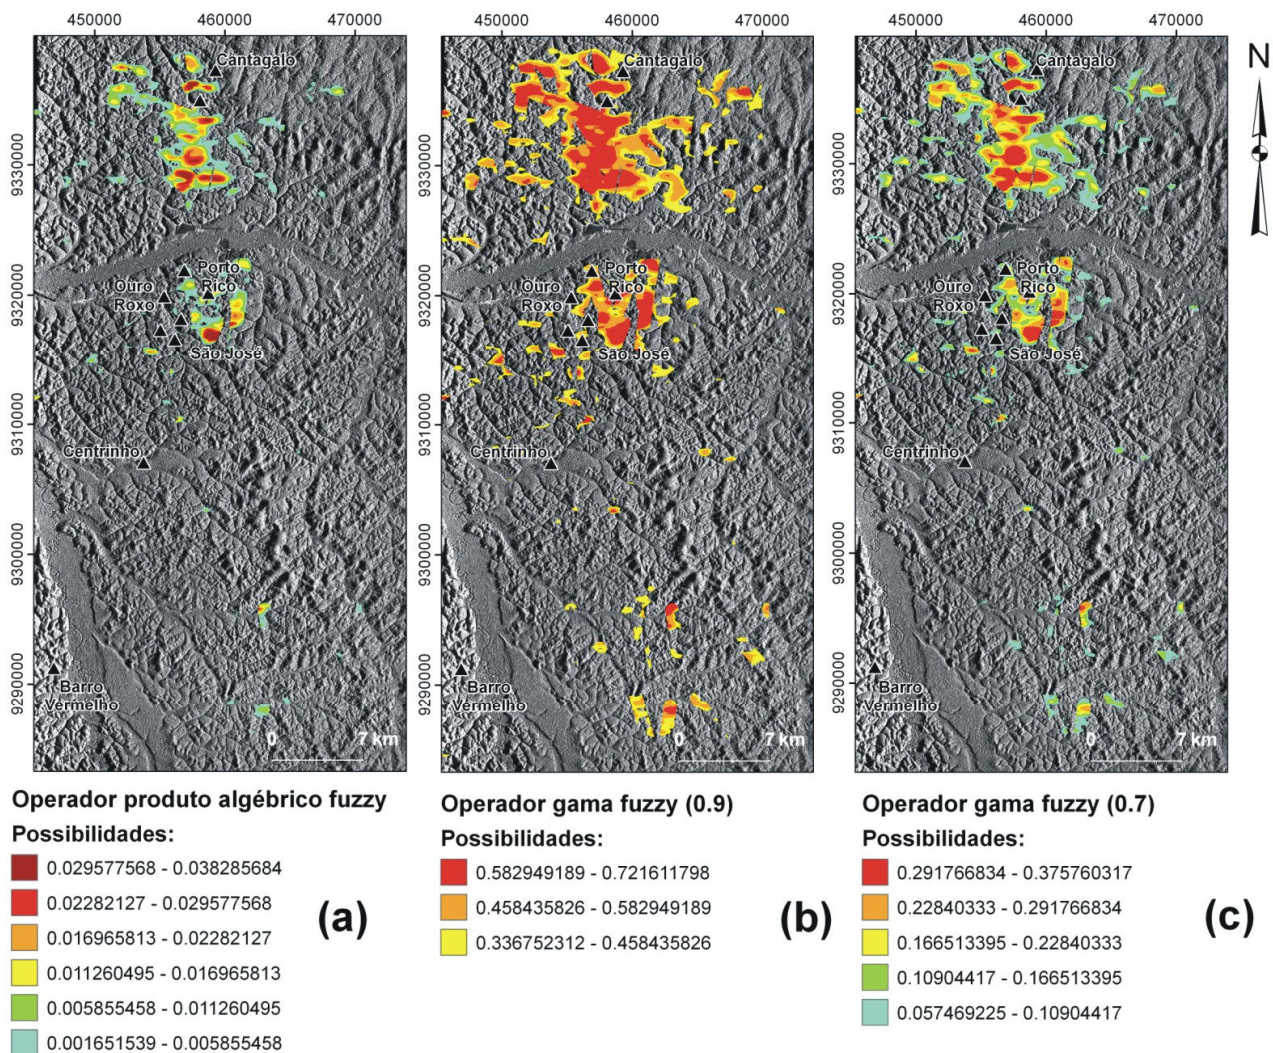 450000 460000 470000
450000 460000 470000
450000 460000 470000
N
9330000
9320000
9310000
9300000
9290000
Cantagalo
Porto
Rico
Ouro
Roxo
São José
Centrinho
Barro
Vermelho
0 7 km
9330000
9320000
9310000
9300000
9290000
Cantagalo
Porto
Rico
Ouro
Roxo
São José
Centrinho
Barro
Vermelho
0 7 km
9330000
9320000
9310000
9300000
9290000
Cantagalo
Porto
Rico
Ouro
Roxo
São José
Centrinho
Barro
Vermelho
0 7 km
Operador produto algébrico fuzzy
Possibilidades:
0.029577568 - 0.038285684
0.02282127 - 0.029577568
0.016965813 - 0.02282127
0.011260495 - 0.016965813
0.005855458 - 0.011260495
0.001651539 - 0.005855458
(a)
Operador gama fuzzy (0.9)
Possibilidades:
0.582949189 - 0.721611798
0.458435826 - 0.582949189
0.336752312 - 0.458435826
(b)
Operador gama fuzzy (0.7)
Possibilidades:
0.291766834 - 0.375760317
0.22840333 - 0.291766834
0.166513395 - 0.22840333
0.10904417 - 0.166513395
0.057469225 - 0.10904417
(c)